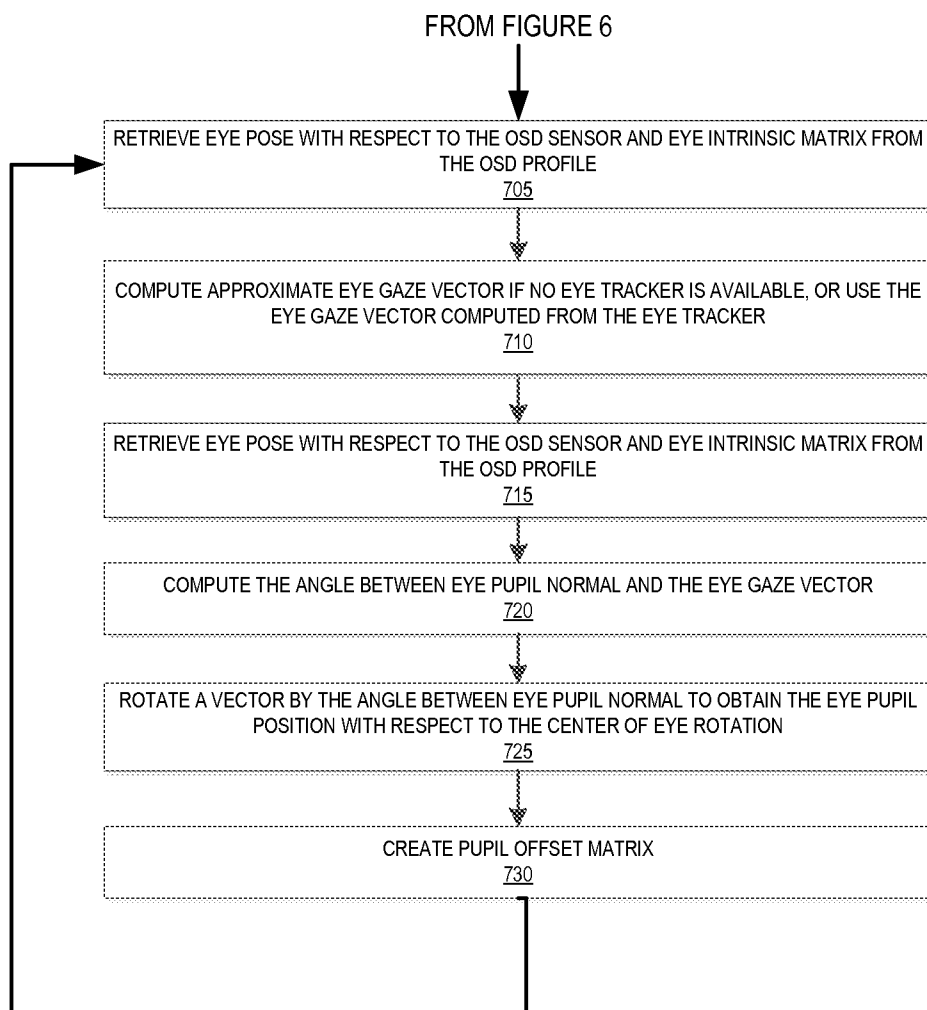 FROM FIGURE 6
RETRIEVE EYE POSE WITH RESPECT TO THE OSD SENSOR AND EYE INTRINSIC MATRIX FROM
THE OSD PROFILE
705
COMPUTE APPROXIMATE EYE GAZE VECTOR IF NO EYE TRACKER IS AVAILABLE, OR USE THE
EYE GAZE VECTOR COMPUTED FROM THE EYE TRACKER
710
RETRIEVE EYE POSE WITH RESPECT TO THE OSD SENSOR AND EYE INTRINSIC MATRIX FROM
THE OSD PROFILE
715
COMPUTE THE ANGLE BETWEEN EYE PUPIL NORMAL AND THE EYE GAZE VECTOR
720
ROTATE A VECTOR BY THE ANGLE BETWEEN EYE PUPIL NORMAL TO OBTAIN THE EYE PUPIL
POSITION WITH RESPECT TO THE CENTER OF EYE ROTATION
725
CREATE PUPIL OFFSET MATRIX
730